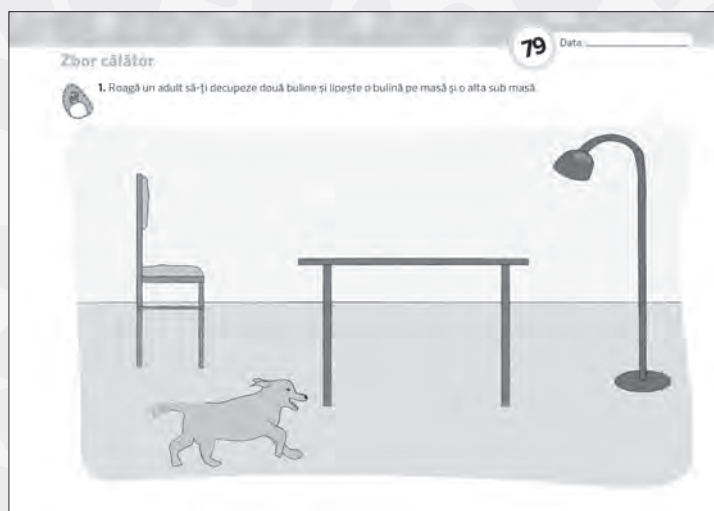 79
Data:
Zbor călător
1. Roagă un adult să-ți decupeze două buline și lipește o bulină pe masă și o alta sub masă.